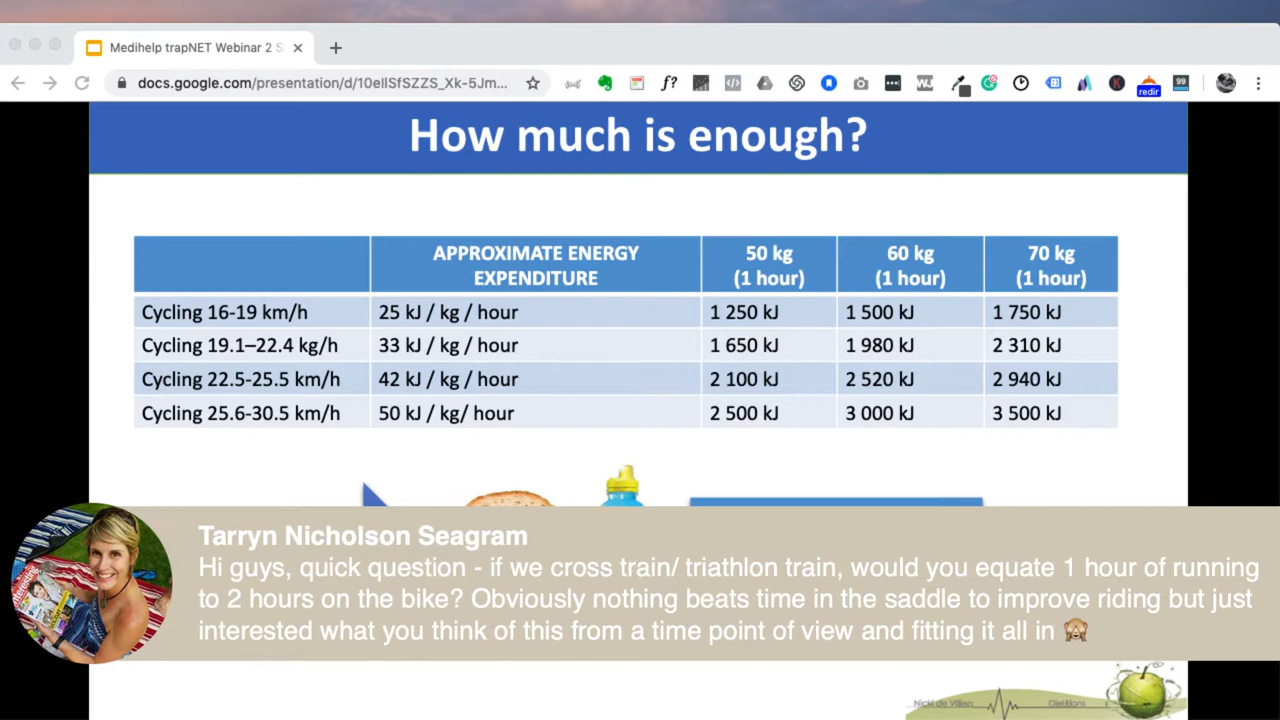 Medihelp trapNET Webinar 2 S
docs.google.com/presentation/d/10eIlSfSZZS_Xk-5Jm...
f?
WJ
K
redir
99
How much is enough?
APPROXIMATE ENERGY EXPENDITURE 50 kg (1 hour) 60 kg (1 hour) 70 kg (1 hour)
Cycling 16-19 km/h 25 kJ / kg / hour 1 250 kJ 1 500 kJ 1 750 kJ
Cycling 19.1–22.4 kg/h 33 kJ / kg / hour 1 650 kJ 1 980 kJ 2 310 kJ
Cycling 22.5-25.5 km/h 42 kJ / kg / hour 2 100 kJ 2 520 kJ 2 940 kJ
Cycling 25.6-30.5 km/h 50 kJ / kg/ hour 2 500 kJ 3 000 kJ 3 500 kJ
Tarryn Nicholson Seagram
Hi guys, quick question - if we cross train/ triathlon train, would you equate 1 hour of running
to 2 hours on the bike? Obviously nothing beats time in the saddle to improve riding but just
interested what you think of this from a time point of view and fitting it all in 🙈
Nicki de Villiers Dietitians